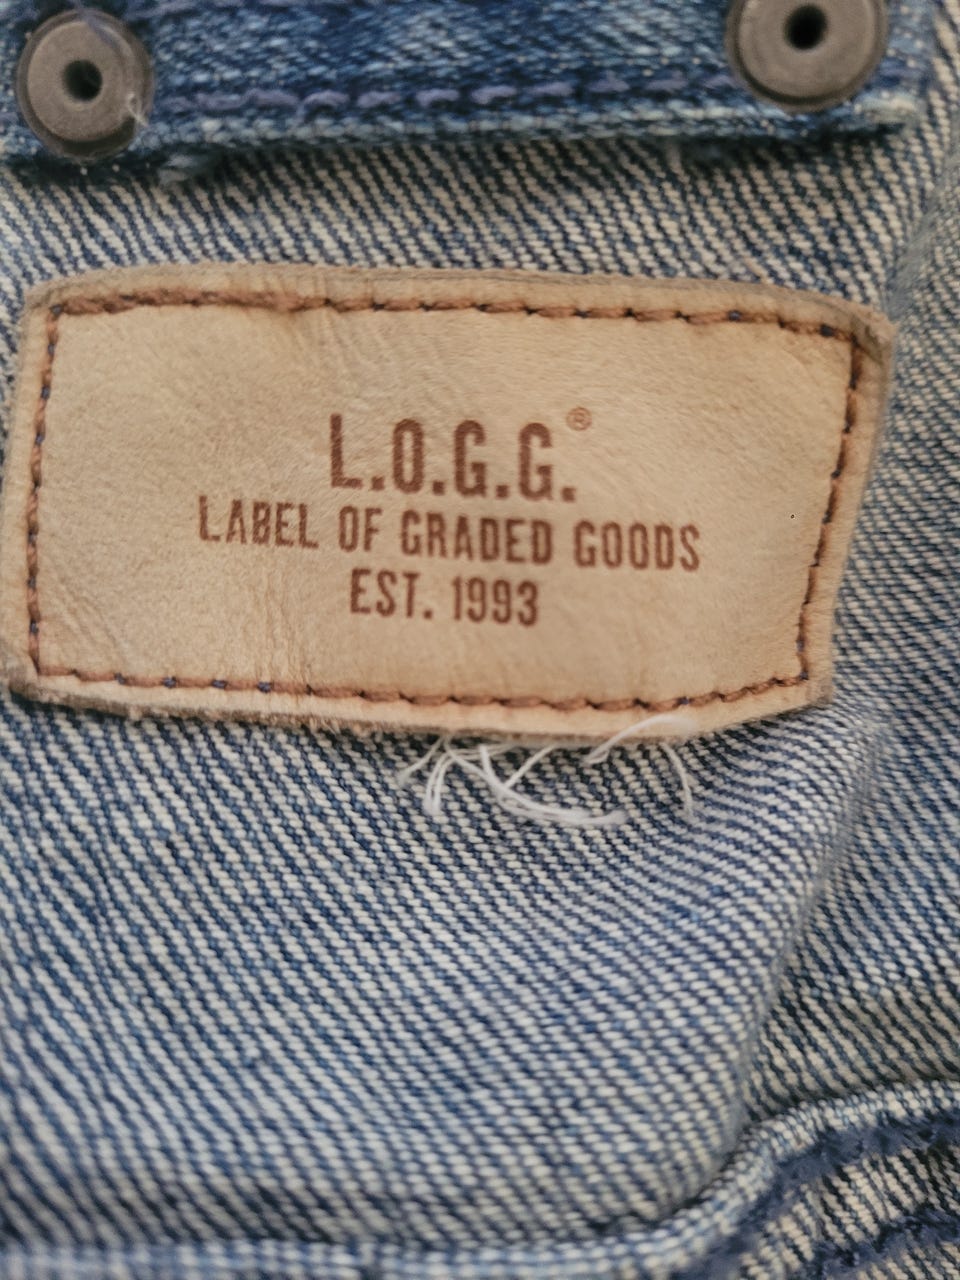 L.O.G.G.®
LABEL OF GRADED GOODS
EST. 1993